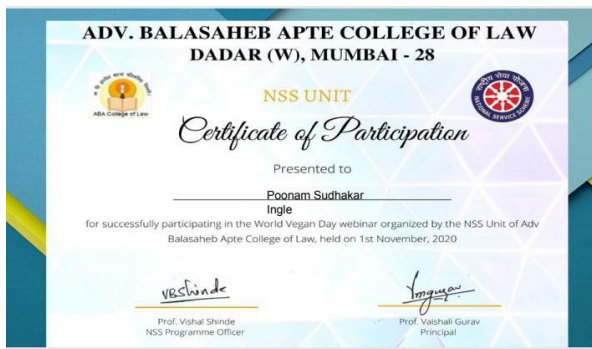 ADV. BALASAHEB APTE COLLEGE OF LAW
DADAR (W), MUMBAI - 28
ABA College of Law
NSS UNIT
NATIONAL SERVICE SCHEME
Certificate of Participation
Presented to
Poonam Sudhakar
Ingle
for successfully participating in the World Vegan Day webinar organized by the NSS Unit of Adv
Balasaheb Apte College of Law, held on 1st November, 2020
VBShinde
Prof. Vishal Shinde
NSS Programme Officer
Prof. Vaishali Gurav
Principal